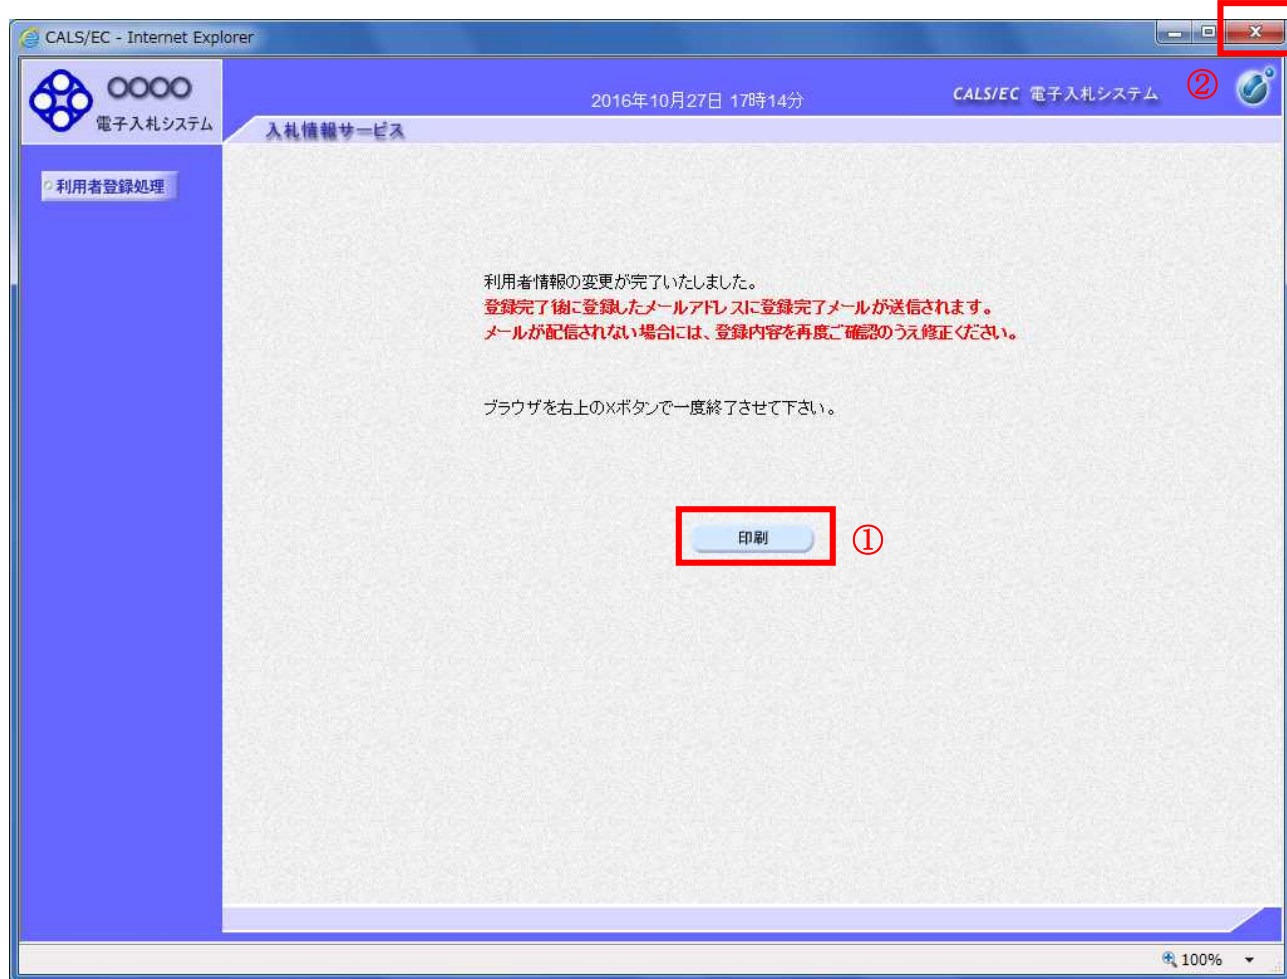 CALS/EC - Internet Explorer
〇〇〇〇
電子入札システム
2016年10月27日 17時14分
CALS/EC 電子入札システム
②
入札情報サービス
利用者登録処理
利用者情報の変更が完了いたしました。
登録完了後に登録したメールアドレスに登録完了メールが送信されます。
メールが配信されない場合には、登録内容を再度ご確認のうえ修正ください。
ブラウザを右上の×ボタンで一度終了させて下さい。
印刷
①
100%